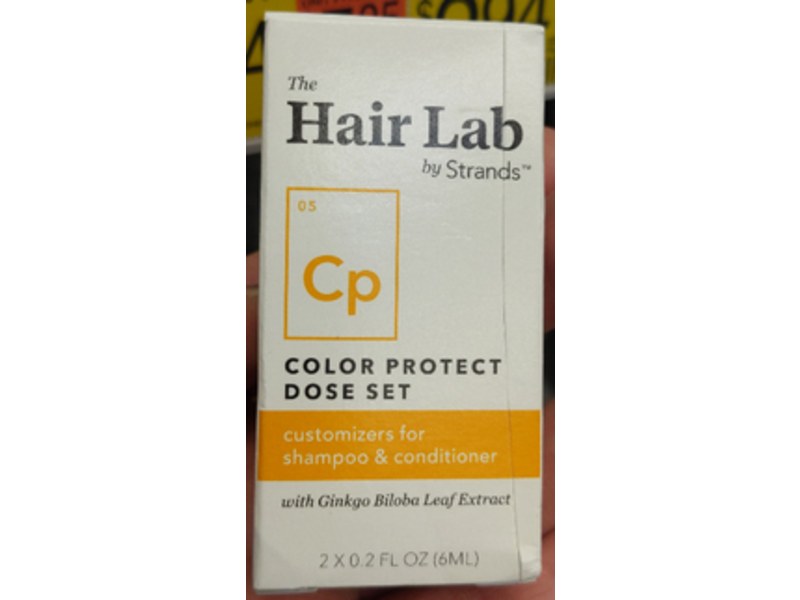 The
Hair Lab
by Strands™
05
Cp
COLOR PROTECT
DOSE SET
customizers for
shampoo & conditioner
with Ginkgo Biloba Leaf Extract
2 X 0.2 FL OZ (6ML)